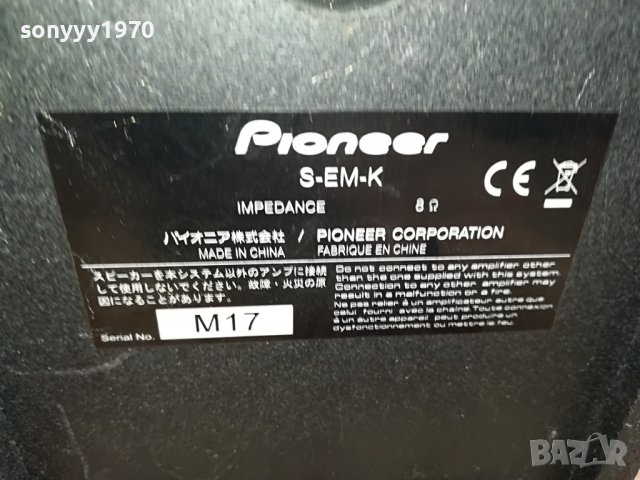 sonyyy1970
Pioneer
S-EM-K
IMPEDANCE 8Ω
CE
パイオニア株式会社 / PIONEER CORPORATION
MADE IN CHINA FABRIQUE EN CHINE
スピーカーを本システム以外のアンプに接続
して使用しないでください。故障・火災の原
因になることがあります。
Do not connect to any amplifier other
than the one supplied with this system.
Connection to any other amplifier may
result in a malfunction or a fire.
Ne pas relier à un amplificateur autre que
celui fourni avec la chaîne.Toute connexion
à un autre appareil peut produire un
dysfonctionnement ou mettre le feu.
Serial No. M17
BAZAR.BG